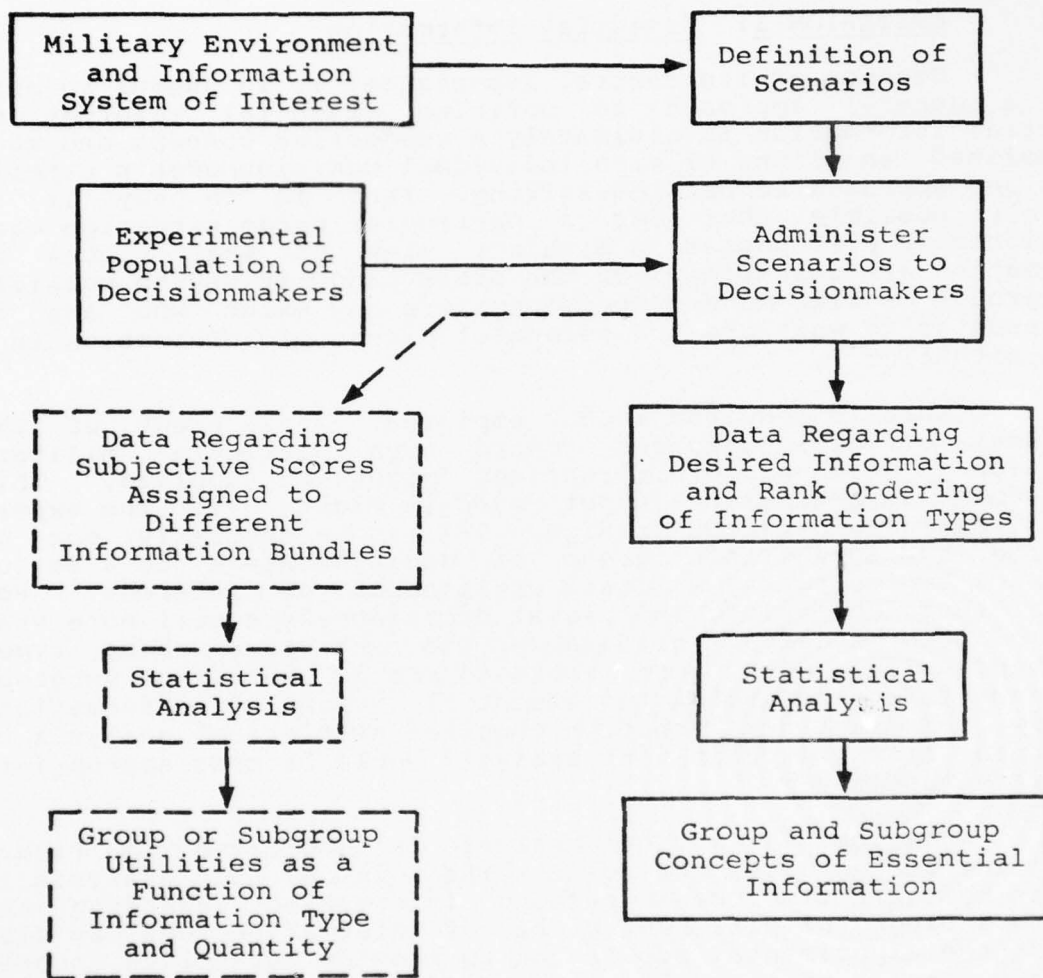 Military Environment
and Information
System of Interest
Definition of
Scenarios
Experimental
Population of
Decisionmakers
Administer
Scenarios to
Decisionmakers
Data Regarding
Subjective Scores
Assigned to
Different
Information Bundles
Data Regarding
Desired Information
and Rank Ordering
of Information Types
Statistical
Analysis
Statistical
Analysis
Group or Subgroup
Utilities as a
Function of
Information Type
and Quantity
Group and Subgroup
Concepts of Essential
Information